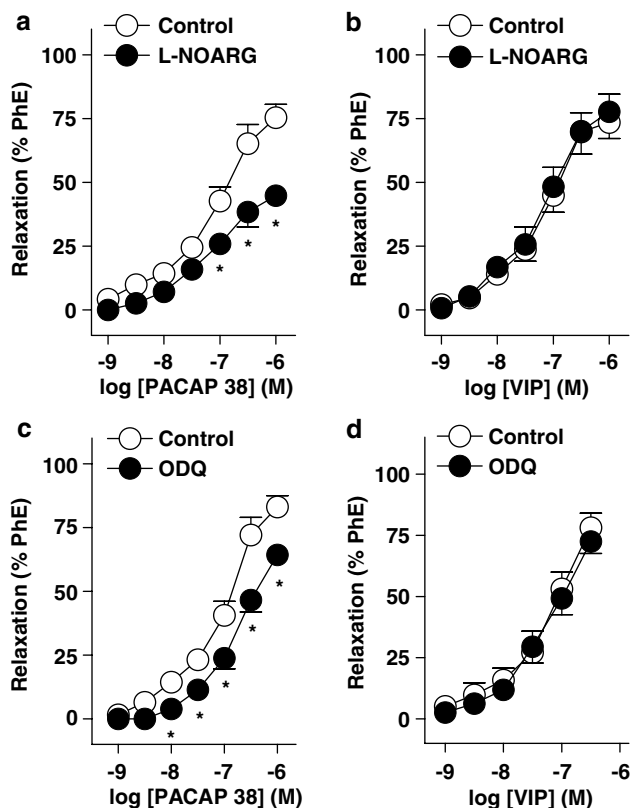 a
Control
L-NOARG
100
75
50
25
0
Relaxation (% PhE)
*
*
*
-9
-8
-7
-6
log [PACAP 38] (M)
b
Control
L-NOARG
100
75
50
25
0
Relaxation (% PhE)
-9
-8
-7
-6
log [VIP] (M)
c
Control
ODQ
100
75
50
25
0
Relaxation (% PhE)
*
*
*
*
*
-9
-8
-7
-6
log [PACAP 38] (M)
d
Control
ODQ
100
75
50
25
0
Relaxation (% PhE)
-9
-8
-7
-6
log [VIP] (M)